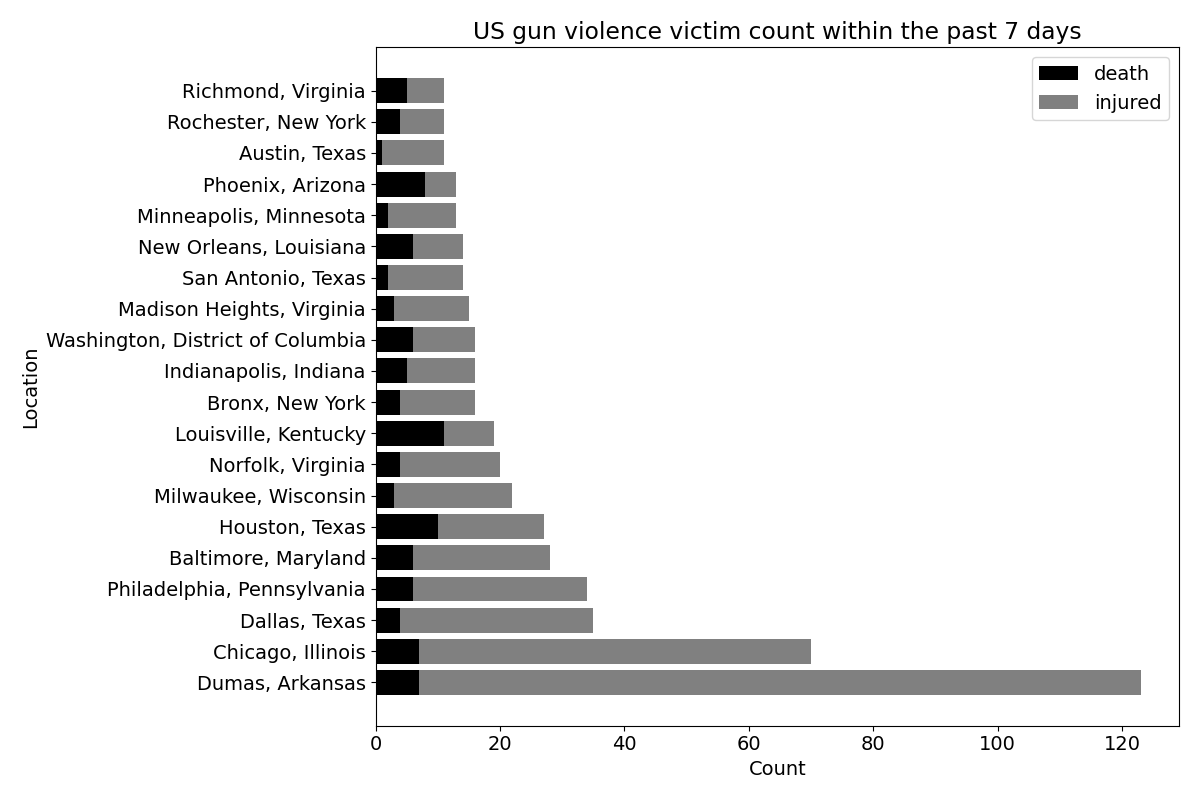 US gun violence victim count within the past 7 days
death
injured
Richmond, Virginia
Rochester, New York
Austin, Texas
Phoenix, Arizona
Minneapolis, Minnesota
New Orleans, Louisiana
San Antonio, Texas
Madison Heights, Virginia
Washington, District of Columbia
Indianapolis, Indiana
Bronx, New York
Louisville, Kentucky
Norfolk, Virginia
Milwaukee, Wisconsin
Houston, Texas
Baltimore, Maryland
Philadelphia, Pennsylvania
Dallas, Texas
Chicago, Illinois
Dumas, Arkansas
Location
0 20 40 60 80 100 120
Count